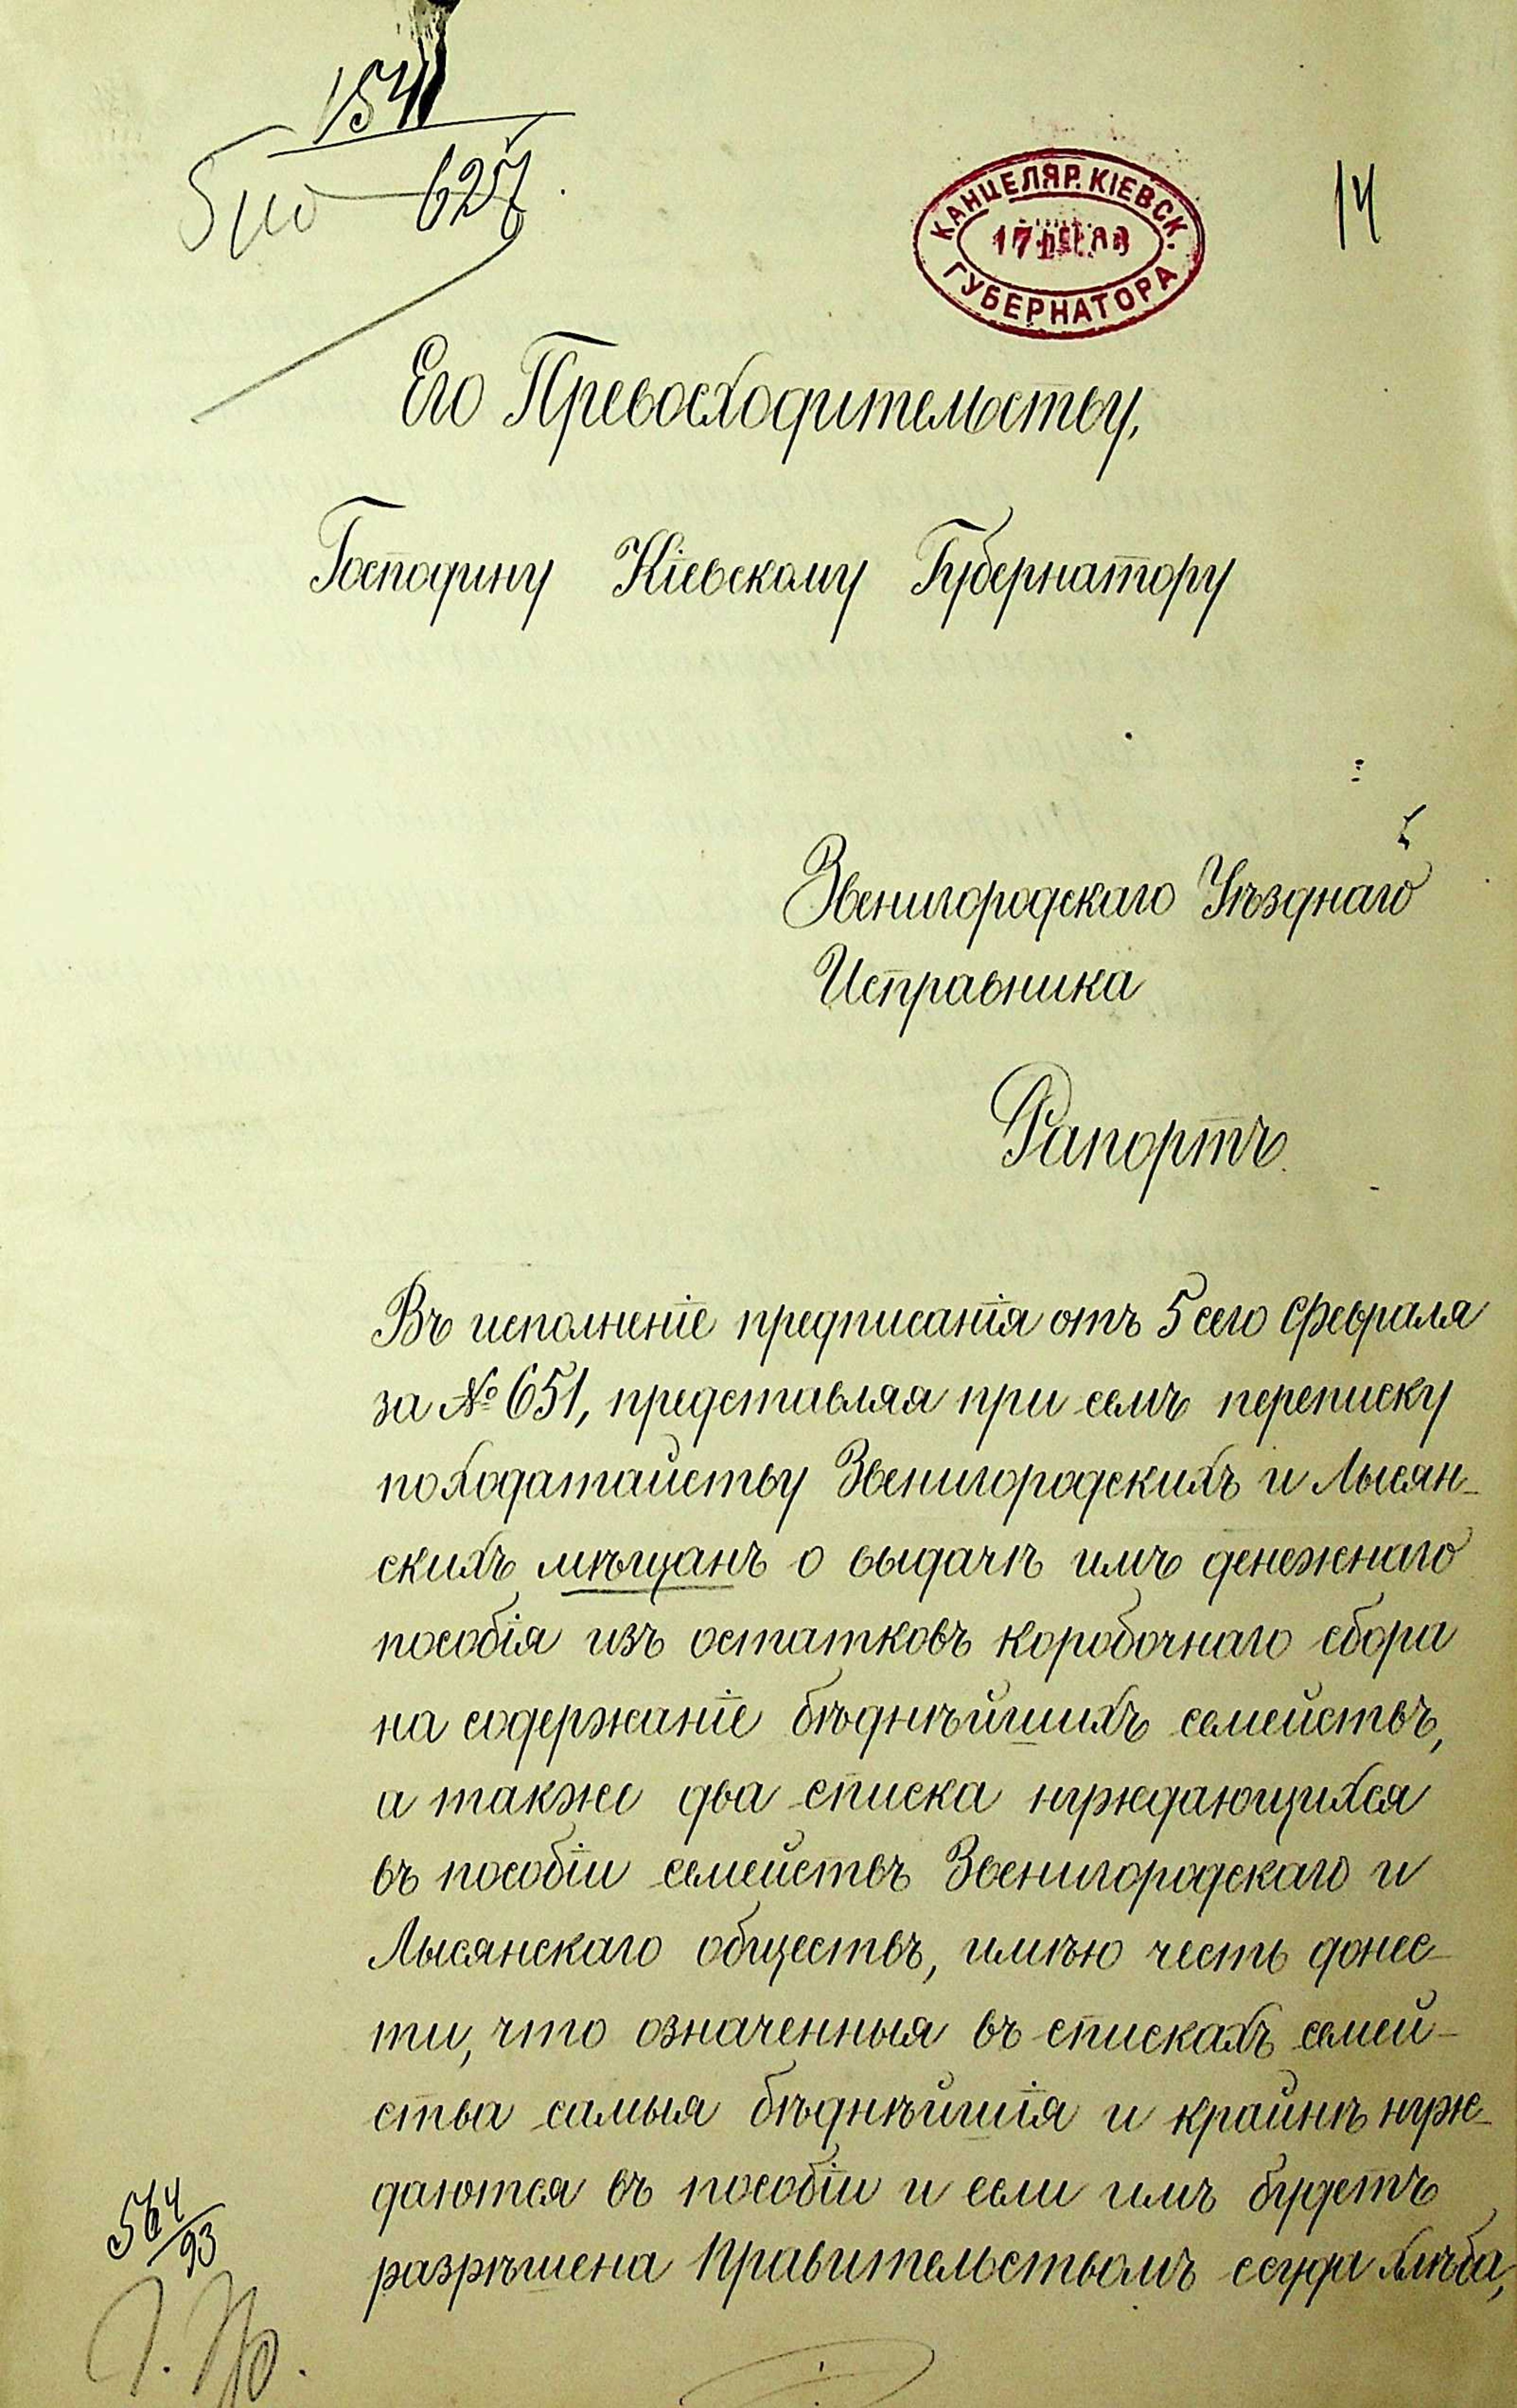 154
627
14
КАНЦЕЛЯР. КІЕВСК.
ГУБЕРНАТОРА
Его Превосходительству,
Господину Кіевскому Губернатору
Звенигородскаго Уѣзднаго
Исправника
Рапортъ.
Въ исполненіе предписанія отъ 5 сего Февраля
за № 651, представляя при семъ переписку
по ходатайству Звенигородскихъ и Лысян-
скихъ мѣщанъ о выдачѣ имъ денежнаго
пособія изъ остатковъ коробочнаго сбора
на содержаніе бѣднѣйшихъ семействъ,
а также два списка нуждающихся
въ пособіи семействъ Звенигородскаго и
Лысянскаго обществъ, имѣю честь донес-
ти, что означенныя въ спискахъ семей-
ства самыя бѣднѣйшія и крайнѣ нуж-
даются въ пособіи и если имъ будетъ
разрѣшена Правительствомъ ссуда хлѣба,
564
93